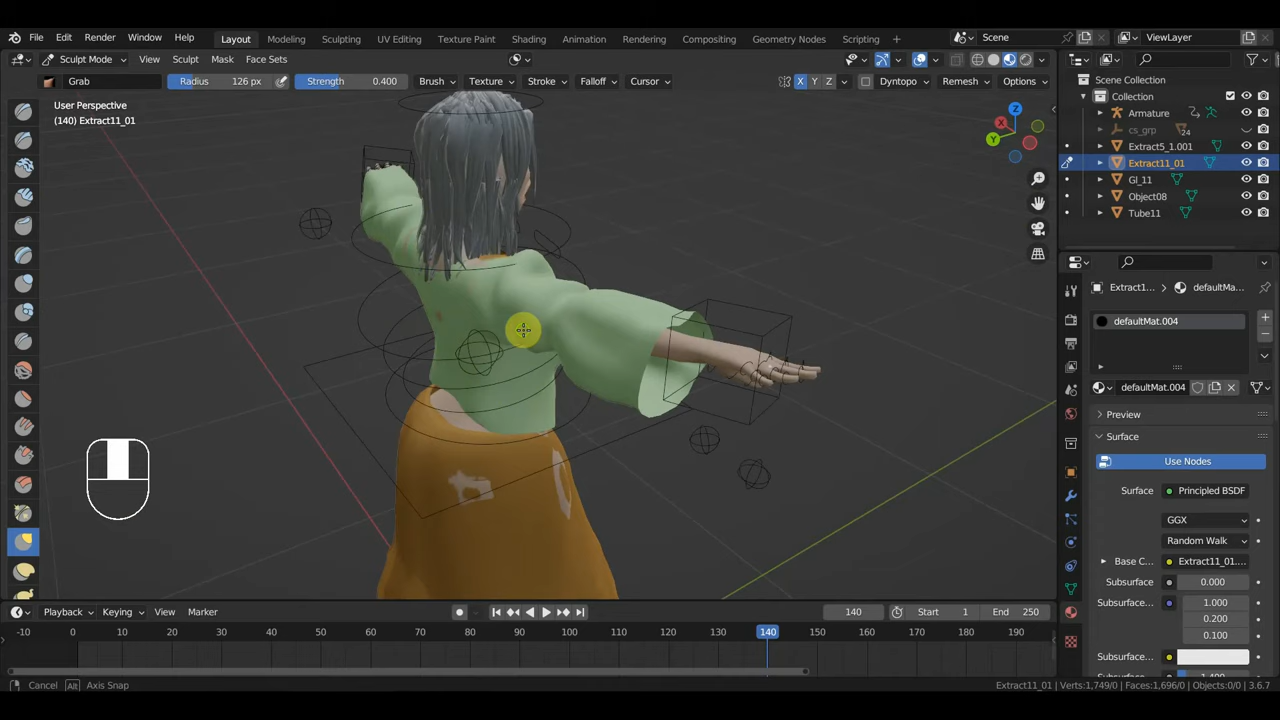 File Edit Render Window Help Layout Modeling Sculpting UV Editing Texture Paint Shading Animation Rendering Compositing Geometry Nodes Scripting + Scene ViewLayer
Sculpt Mode View Sculpt Mask Face Sets
Grab Radius 126 px Strength 0.400 Brush Texture Stroke Falloff Cursor X Y Z Dyntopo Remesh Options
User Perspective
(140) Extract11_01
Z
X
Y
Scene Collection
Collection
Armature
cs_grp 24
Extract5_1.001
Extract11_01
Gl_11
Object08
Tube11
Extract1... defaultMat...
defaultMat.004
defaultMat.004
Preview
Surface
Use Nodes
Surface Principled BSDF
GGX
Random Walk
Base C... Extract11_01....
Subsurface 0.000
Subsurface... 1.000
0.200
0.100
Subsurface...
Subsurface... 1.400
Playback Keying View Marker 140 Start 1 End 250
-10 0 10 20 30 40 50 60 70 80 90 100 110 120 130 140 150 160 170 180 190
Cancel Alt Axis Snap Extract11_01 | Verts:1,749/0 | Faces:1,696/0 | Objects:0/0 | 3.6.7